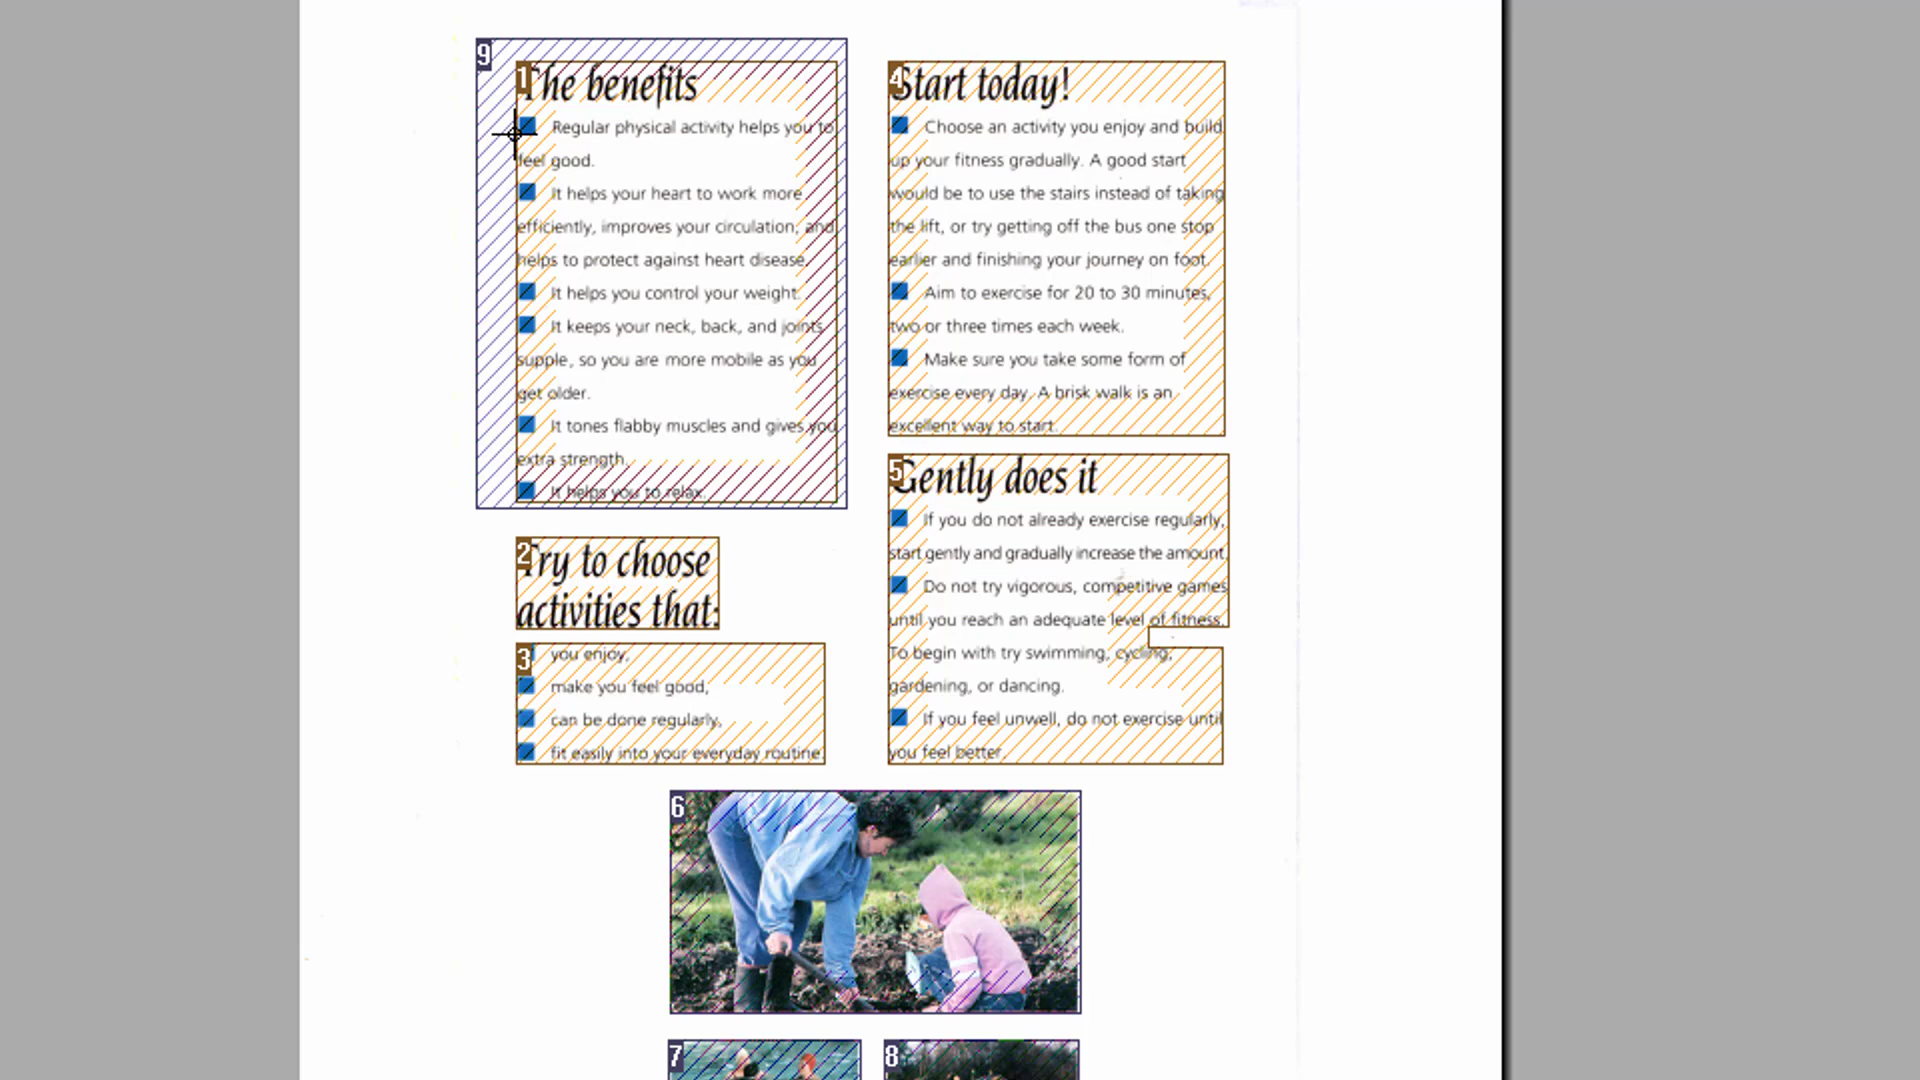 9
1
The benefits
Regular physical activity helps you to
feel good.
It helps your heart to work more
efficiently, improves your circulation, and
helps to protect against heart disease.
It helps you control your weight.
It keeps your neck, back, and joints
supple, so you are more mobile as you
get older.
It tones flabby muscles and gives you
extra strength.
It helps you to relax.
2
Try to choose
activities that:
3
you enjoy,
make you feel good,
can be done regularly,
fit easily into your everyday routine.
4
Start today!
Choose an activity you enjoy and build
up your fitness gradually. A good start
would be to use the stairs instead of taking
the lift, or try getting off the bus one stop
earlier and finishing your journey on foot.
Aim to exercise for 20 to 30 minutes,
two or three times each week.
Make sure you take some form of
exercise every day. A brisk walk is an
excellent way to start.
5
Gently does it
If you do not already exercise regularly,
start gently and gradually increase the amount.
Do not try vigorous, competitive games
until you reach an adequate level of fitness.
To begin with try swimming, cycling,
gardening, or dancing.
If you feel unwell, do not exercise until
you feel better.
6
7
8